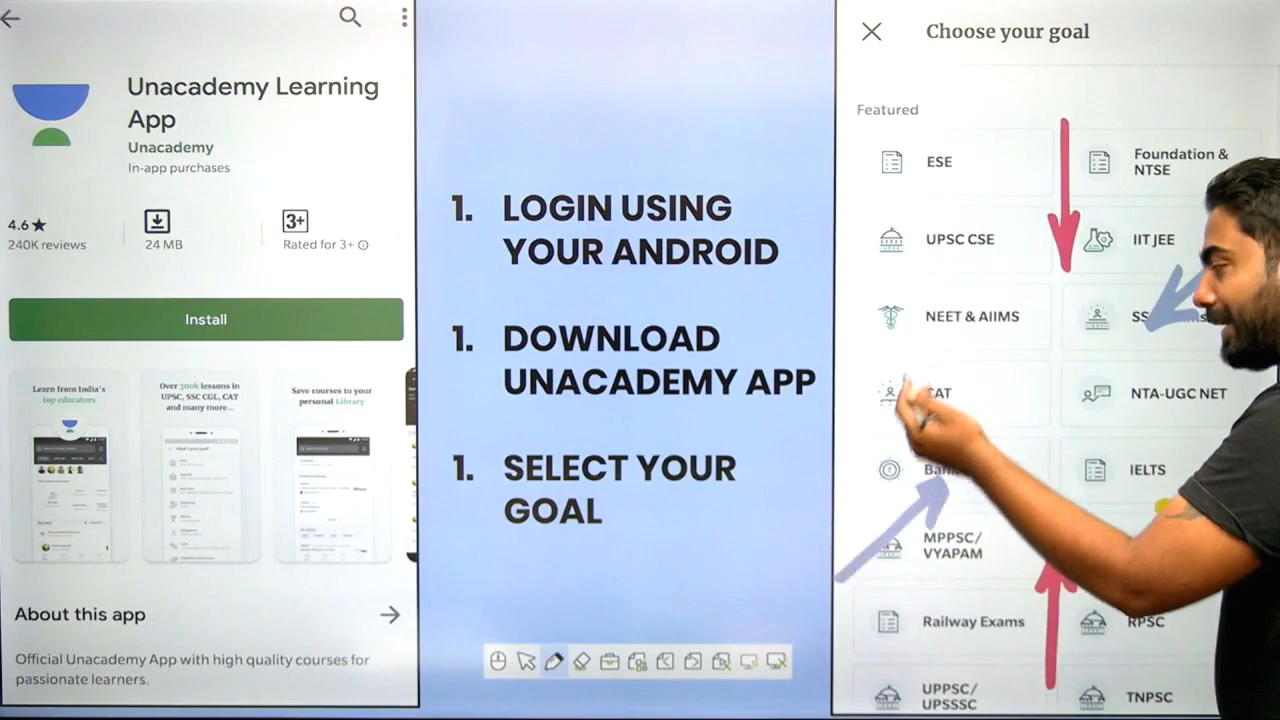 Unacademy Learning
App
Unacademy
In-app purchases
4.6★
240K reviews
24 MB
3+
Rated for 3+
Install
Learn from India's
top educators
Over 300k lessons in
UPSC, SSC CGL, CAT
and many more...
Save courses to your
personal Library
About this app
Official Unacademy App with high quality courses for
passionate learners.
1. LOGIN USING
YOUR ANDROID
1. DOWNLOAD
UNACADEMY APP
1. SELECT YOUR
GOAL
Choose your goal
Featured
ESE
Foundation &
NTSE
UPSC CSE
IIT JEE
NEET & AIIMS
CAT
NTA-UGC NET
IELTS
MPPSC/
VYAPAM
Railway Exams
RPSC
UPPSC/
UPSSSC
TNPSC